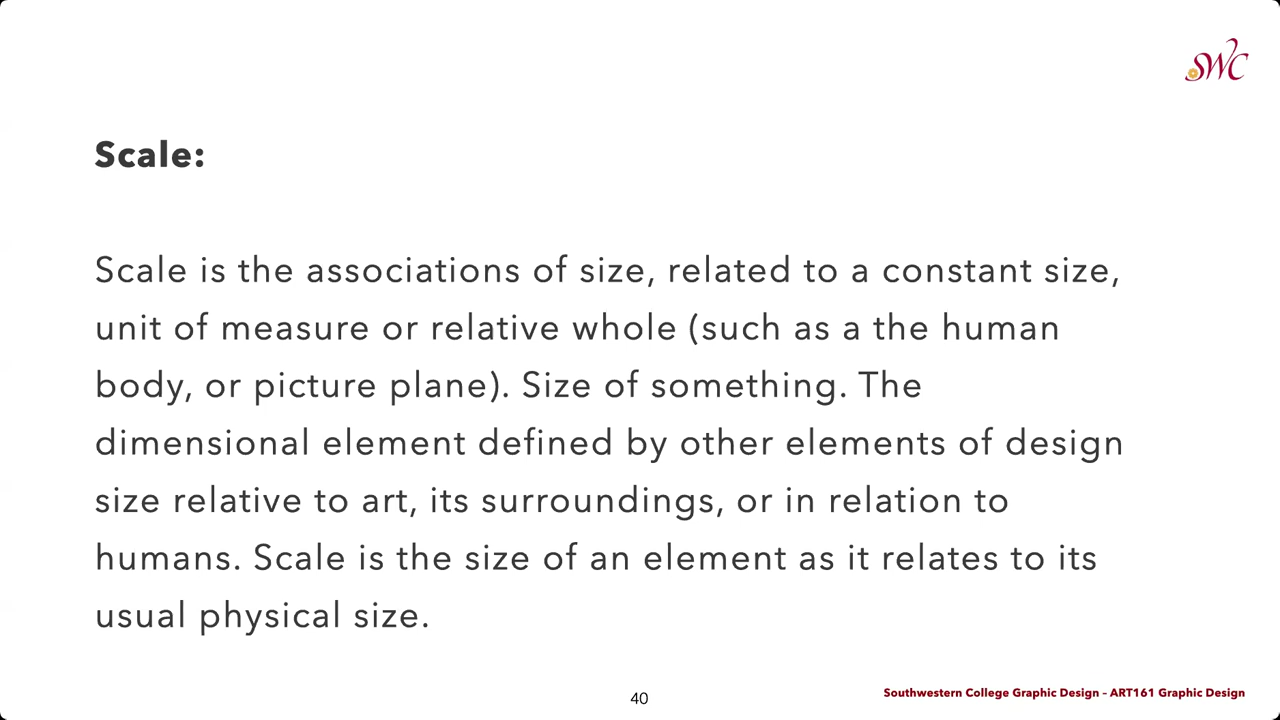 SWC
Scale:
Scale is the associations of size, related to a constant size,
unit of measure or relative whole (such as a the human
body, or picture plane). Size of something. The
dimensional element defined by other elements of design
size relative to art, its surroundings, or in relation to
humans. Scale is the size of an element as it relates to its
usual physical size.
40
Southwestern College Graphic Design – ART161 Graphic Design